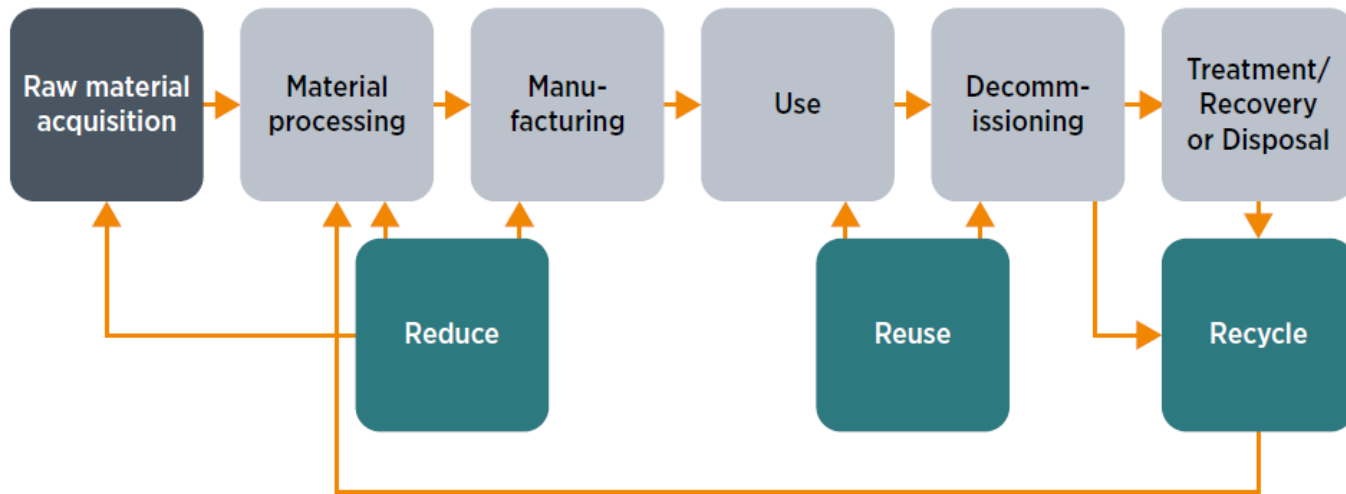 Raw material
acquisition
Material
processing
Manu-
facturing
Use
Decomm-
issioning
Treatment/
Recovery
or Disposal
Reduce
Reuse
Recycle